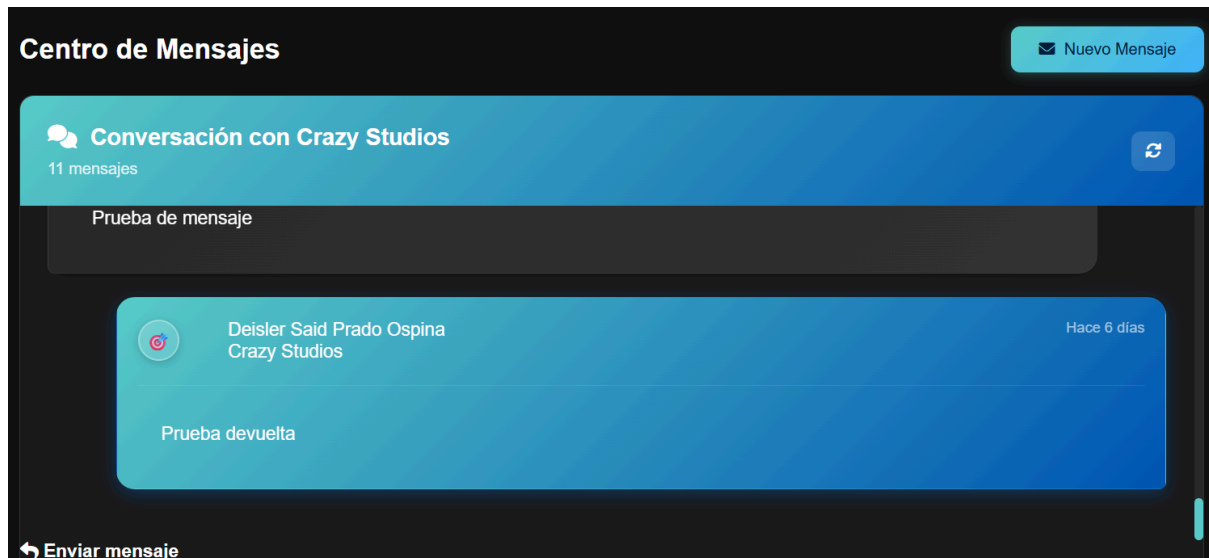 Centro de Mensajes
Nuevo Mensaje
Conversación con Crazy Studios
11 mensajes
Prueba de mensaje
Deisler Said Prado Ospina
Hace 6 días
Crazy Studios
Prueba devuelta
Enviar mensaje